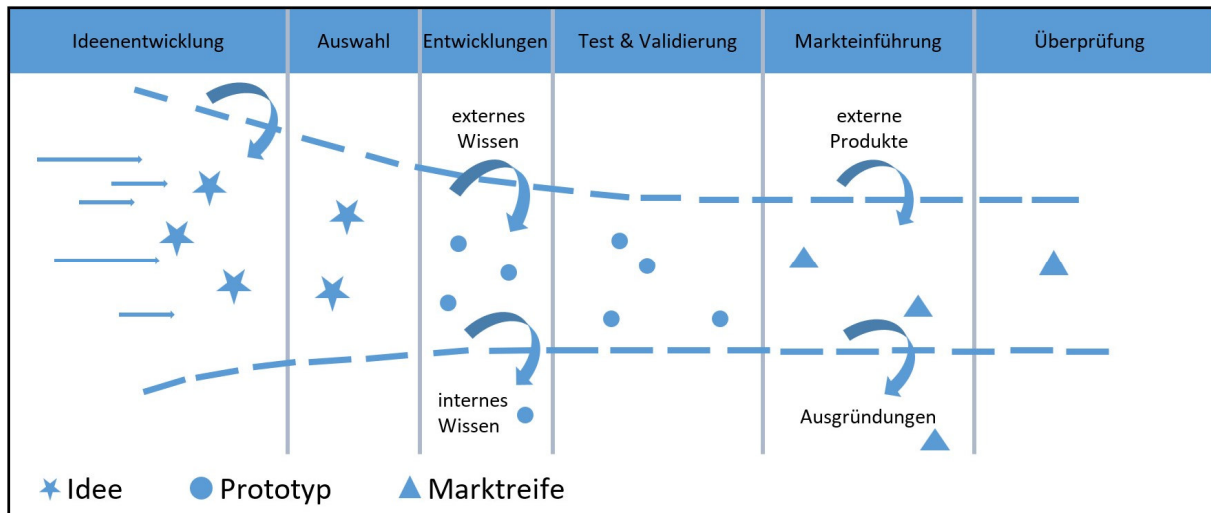 Ideenentwicklung
Auswahl
Entwicklungen
Test & Validierung
Markteinführung
Überprüfung
externes
Wissen
externe
Produkte
internes
Wissen
Ausgründungen
Idee
Prototyp
Marktreife